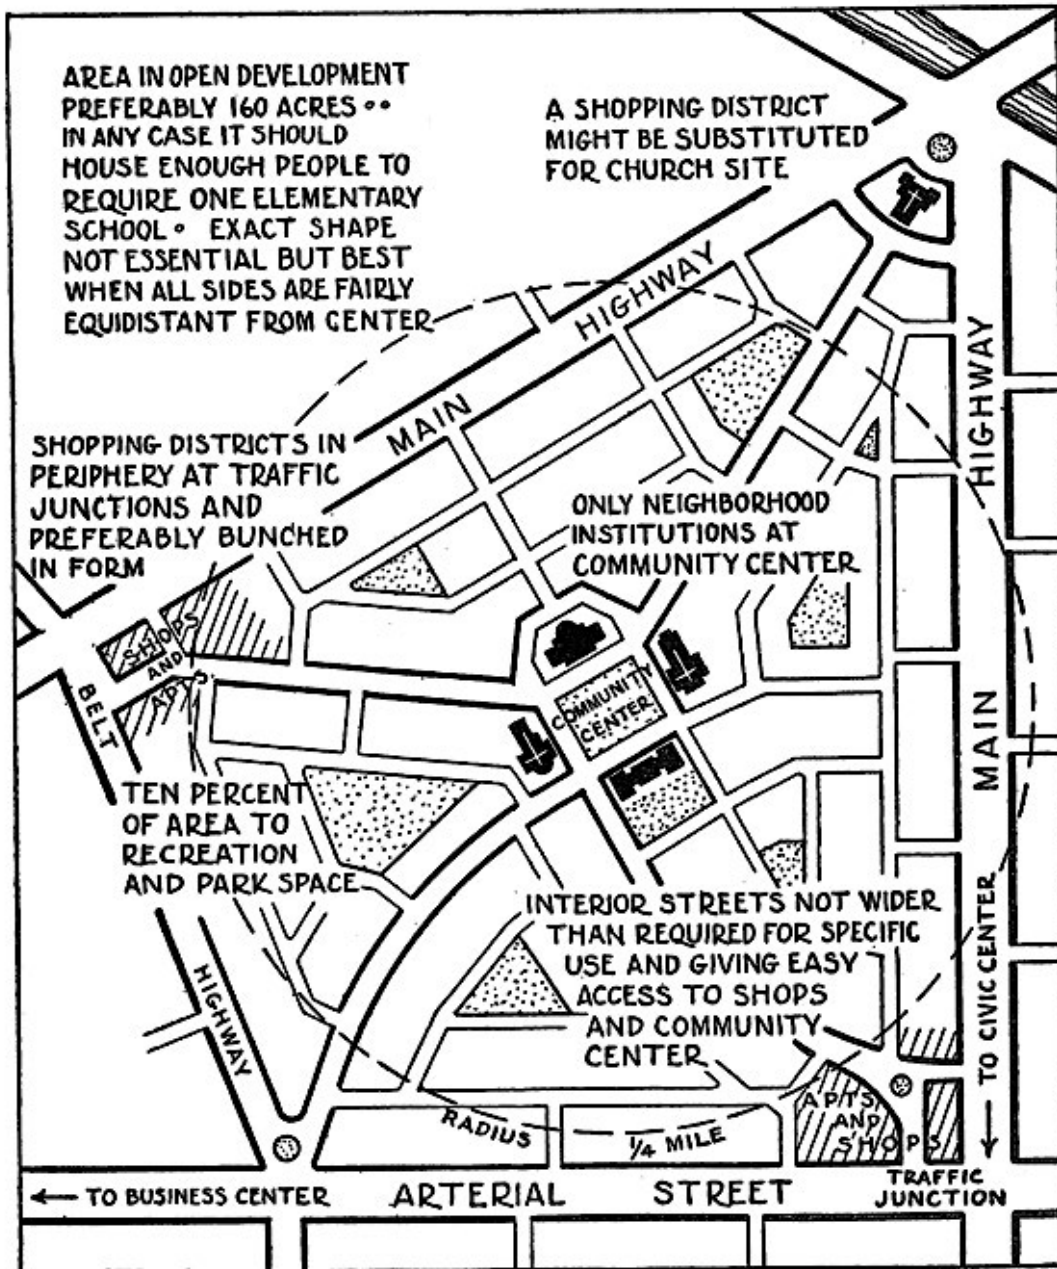 AREA IN OPEN DEVELOPMENT
PREFERABLY 160 ACRES ••
IN ANY CASE IT SHOULD
HOUSE ENOUGH PEOPLE TO
REQUIRE ONE ELEMENTARY
SCHOOL • EXACT SHAPE
NOT ESSENTIAL BUT BEST
WHEN ALL SIDES ARE FAIRLY
EQUIDISTANT FROM CENTER
A SHOPPING DISTRICT
MIGHT BE SUBSTITUTED
FOR CHURCH SITE
MAIN HIGHWAY
SHOPPING DISTRICTS IN
PERIPHERY AT TRAFFIC
JUNCTIONS AND
PREFERABLY BUNCHED
IN FORM
ONLY NEIGHBORHOOD
INSTITUTIONS AT
COMMUNITY CENTER
MAIN HIGHWAY
SHOPS
AND
APTS
COMMUNITY
CENTER
BELT HIGHWAY
TEN PERCENT
OF AREA TO
RECREATION
AND PARK SPACE
INTERIOR STREETS NOT WIDER
THAN REQUIRED FOR SPECIFIC
USE AND GIVING EASY
ACCESS TO SHOPS
AND COMMUNITY
CENTER
TO CIVIC CENTER →
APTS
AND
SHOPS
RADIUS 1/4 MILE
← TO BUSINESS CENTER
ARTERIAL STREET
TRAFFIC
JUNCTION